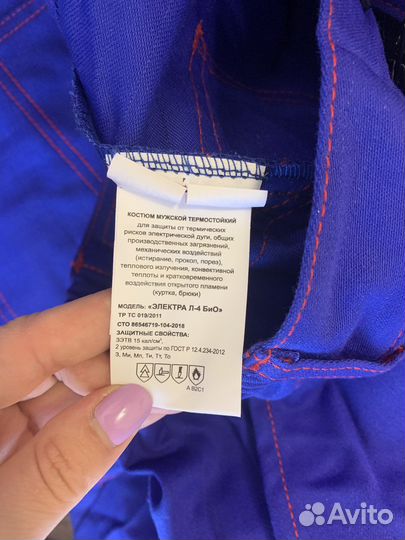 КОСТЮМ МУЖСКОЙ ТЕРМОСТОЙКИЙ
для защиты от термических
рисков электрической дуги, общих
производственных загрязнений,
механических воздействий
(истирание, прокол, порез),
теплового излучения, конвективной
теплоты и кратковременного
воздействия открытого пламени
(куртка, брюки)
МОДЕЛЬ: «ЭЛЕКТРА Л-4 БиО»
ТР ТС 019/2011
СТО 86546719-104-2018
ЗАЩИТНЫЕ СВОЙСТВА:
ЗЭТВ 15 кал/см²,
2 уровень защиты по ГОСТ Р 12.4.234-2012
З, Ми, Мп, Ти, Тт, То
A B2C1
Avito